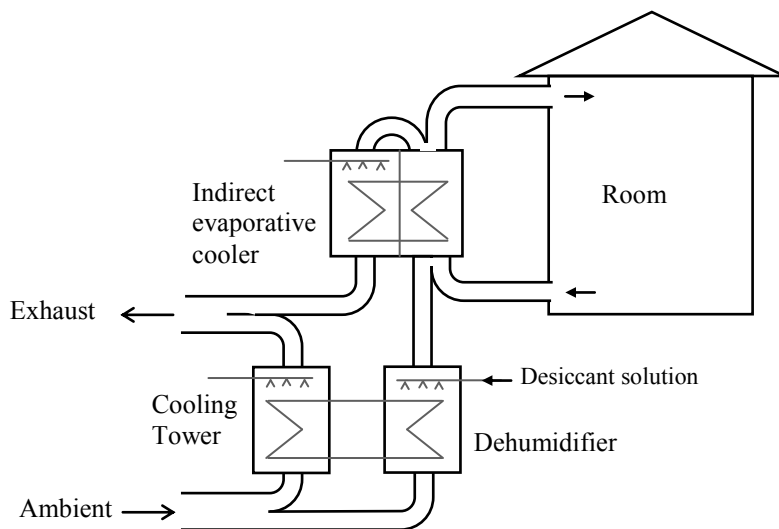 Indirect
evaporative
cooler
Room
Exhaust
Desiccant solution
Cooling
Tower
Dehumidifier
Ambient